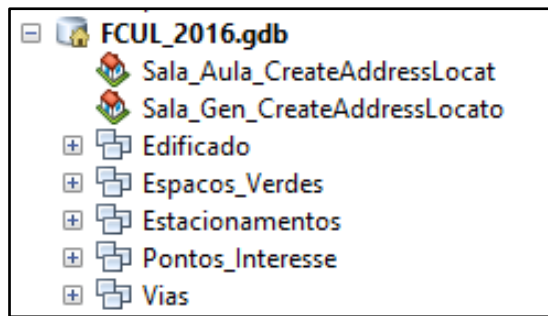 FCUL_2016.gdb
Sala_Aula_CreateAddressLocat
Sala_Gen_CreateAddressLocato
Edificado
Espacos_Verdes
Estacionamentos
Pontos_Interesse
Vias